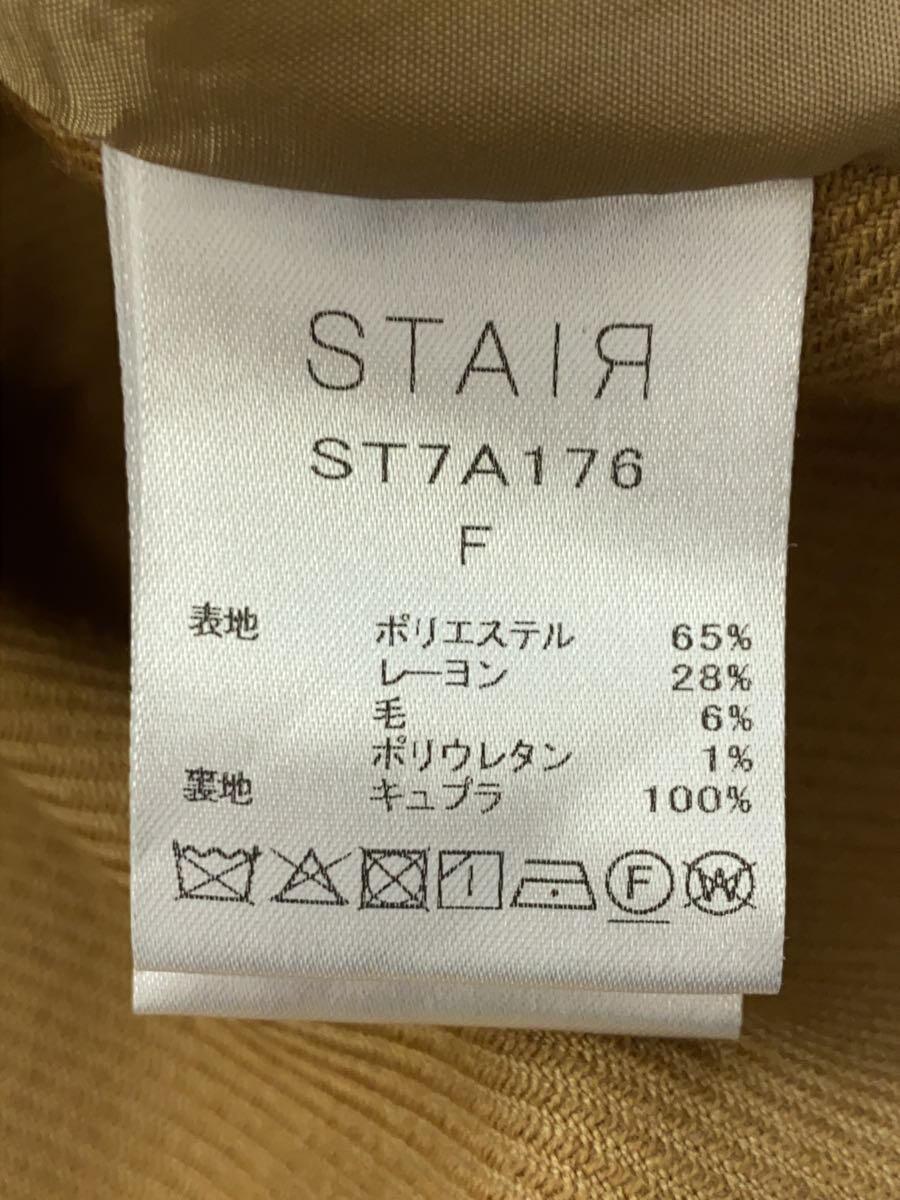 STAIR
ST7A176
F
表地 ポリエステル 65%
レーヨン 28%
毛 6%
ポリウレタン 1%
裏地 キュプラ 100%
F W